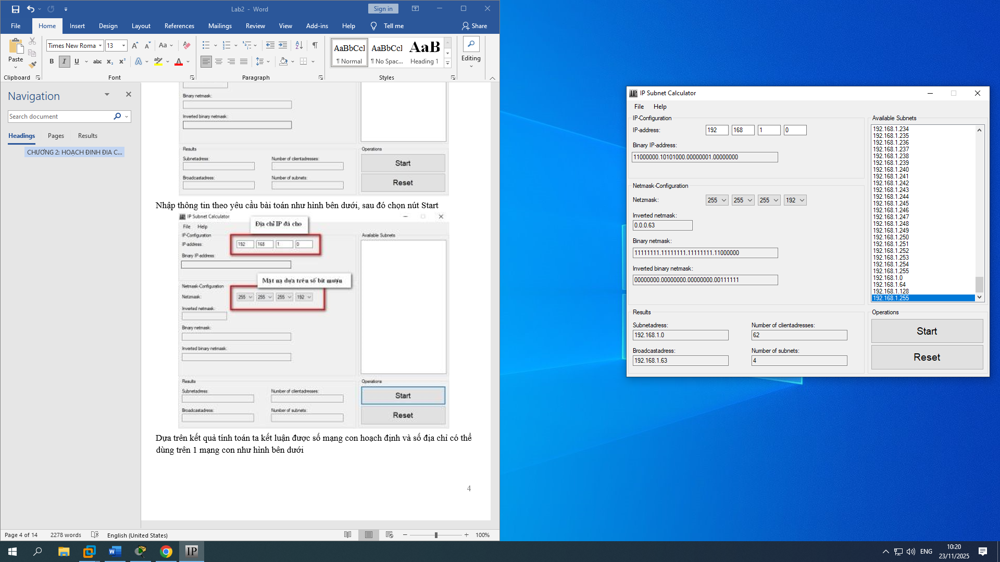 Lab2 - Word
Sign in
File
Home
Insert
Design
Layout
References
Mailings
Review
View
Add-ins
Help
Tell me
Share
Paste
Times New Roma
13
Aa
B I U abc x₂ x²
A
AaBbCcI
¶ Normal
AaBbCcI
¶ No Spac...
AaB
Heading 1
Editing
Clipboard
Font
Paragraph
Styles
Navigation
Search document
Headings
Pages
Results
CHƯƠNG 2: HOẠCH ĐỊNH ĐỊA C...
Binary netmask:
Inverted binary netmask:
Results
Subnetadress:
Number of clientadresses:
Broadcastadress:
Number of subnets:
Operations
Start
Reset
Nhập thông tin theo yêu cầu bài toán như hình bên dưới, sau đó chọn nút Start
IP Subnet Calculator
File Help
Địa chỉ IP đã cho
IP-Configuration
IP-address:
192 168 1 0
Available Subnets
Binary IP-address:
Mặt nạ dựa trên số bit mượn
Netmask-Configuration
Netzmask:
255 255 255 192
Inverted netmask:
Binary netmask:
Inverted binary netmask:
Results
Subnetadress:
Number of clientadresses:
Broadcastadress:
Number of subnets:
Operations
Start
Reset
Dựa trên kết quả tính toán ta kết luận được số mạng con hoạch định và số địa chỉ có thể
dùng trên 1 mạng con như hình bên dưới
4
Page 4 of 14
2278 words
English (United States)
100%
IP Subnet Calculator
File Help
IP-Configuration
IP-address:
192 168 1 0
Binary IP-address:
11000000.10101000.00000001.00000000
Netmask-Configuration
Netzmask:
255 255 255 192
Inverted netmask:
0.0.0.63
Binary netmask:
11111111.11111111.11111111.11000000
Inverted binary netmask:
00000000.00000000.00000000.00111111
Results
Subnetadress:
192.168.1.0
Number of clientadresses:
62
Broadcastadress:
192.168.1.63
Number of subnets:
4
Available Subnets
192.168.1.234
192.168.1.235
192.168.1.236
192.168.1.237
192.168.1.238
192.168.1.239
192.168.1.240
192.168.1.241
192.168.1.242
192.168.1.243
192.168.1.244
192.168.1.245
192.168.1.246
192.168.1.247
192.168.1.248
192.168.1.249
192.168.1.250
192.168.1.251
192.168.1.252
192.168.1.253
192.168.1.254
192.168.1.255
192.168.1.0
192.168.1.64
192.168.1.128
192.168.1.255
Operations
Start
Reset
IP
ENG
10:20
23/11/2025